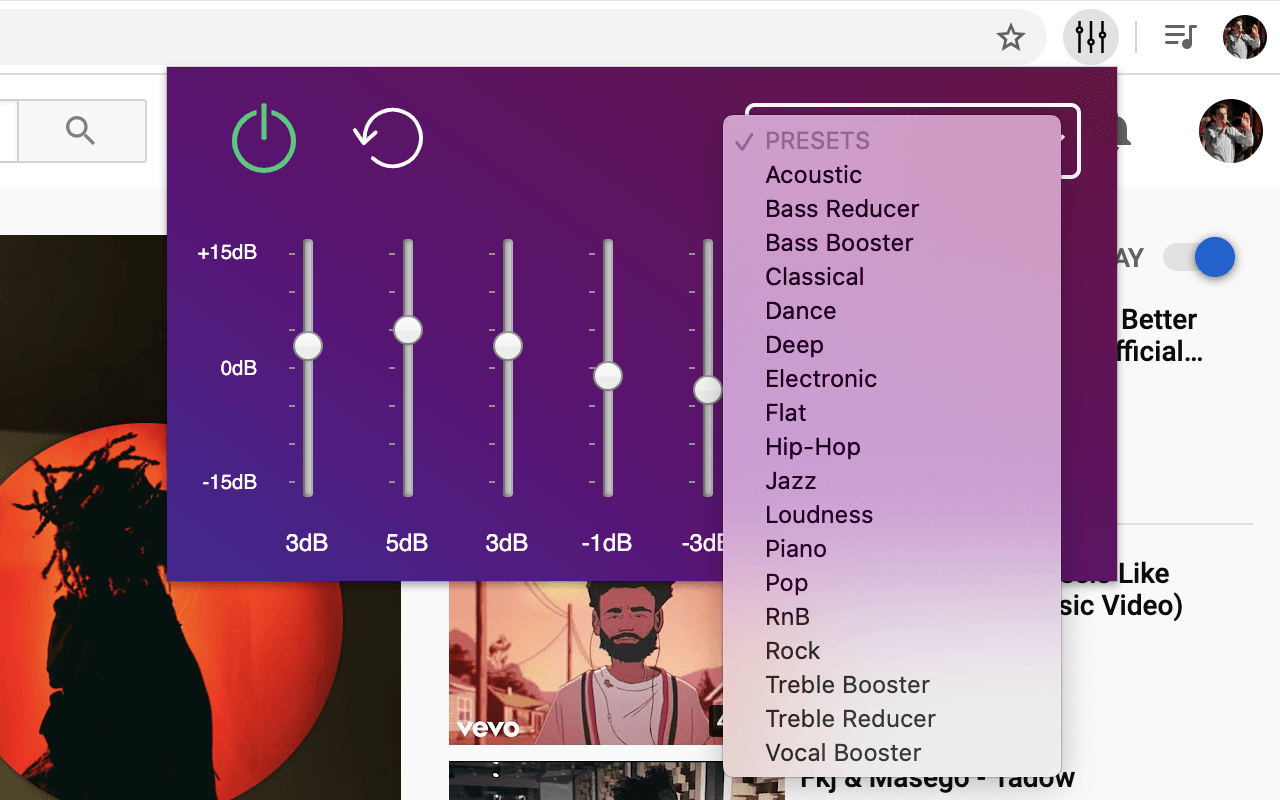 PRESETS
Acoustic
Bass Reducer
Bass Booster
Classical
Dance
Deep
Electronic
Flat
Hip-Hop
Jazz
Loudness
Piano
Pop
RnB
Rock
Treble Booster
Treble Reducer
Vocal Booster
+15dB
0dB
-15dB
3dB
5dB
3dB
-1dB
-3dB
AY
Better
fficial...
Like
sic Video)
Fkj & Masego - Tadow
vevo
4